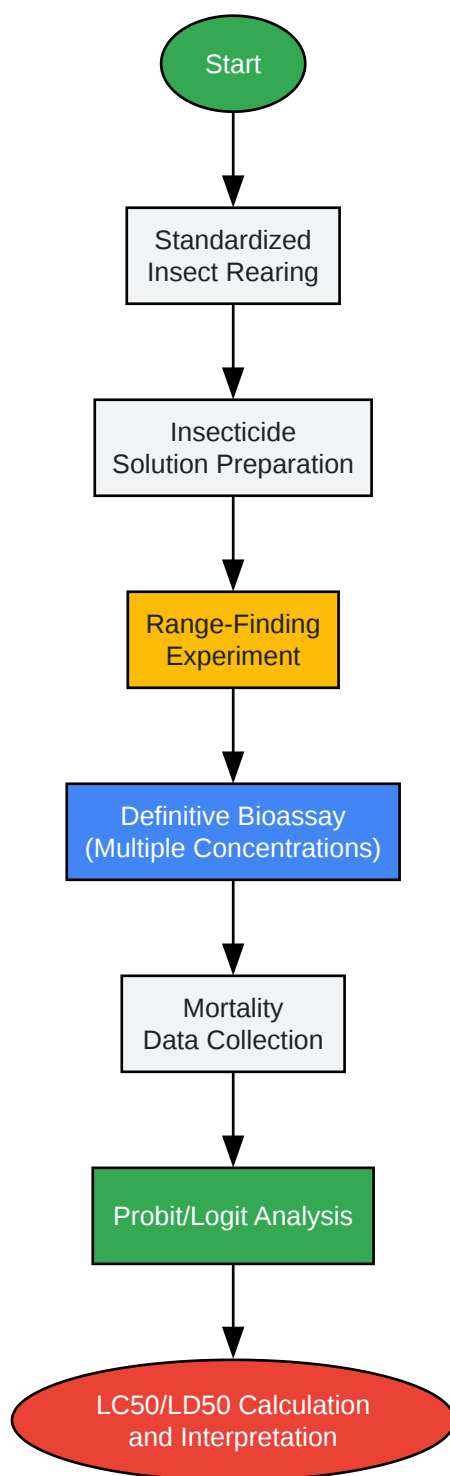 Start
Standardized
Insect Rearing
Insecticide
Solution Preparation
Range-Finding
Experiment
Definitive Bioassay
(Multiple Concentrations)
Mortality
Data Collection
Probit/Logit Analysis
LC50/LD50 Calculation
and Interpretation